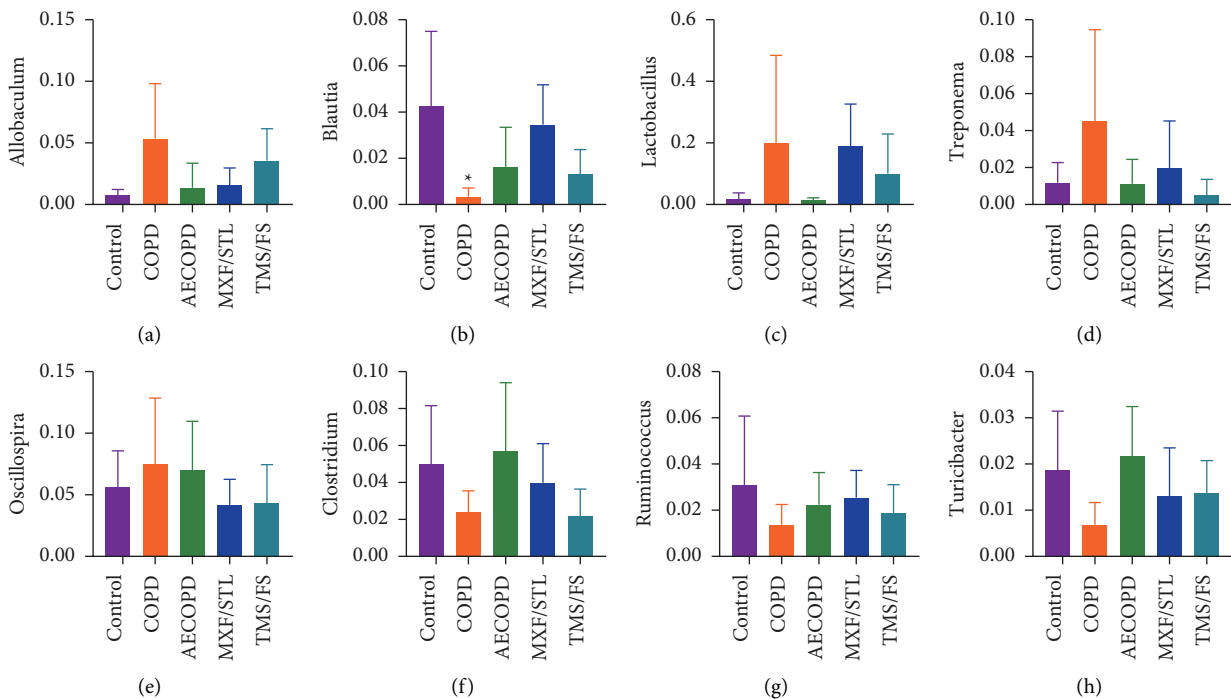 Allobaculum
0.15
0.10
0.05
0.00
Control
COPD
AECOPD
MXF/STL
TMS/FS
(a)
Blautia
0.08
0.06
0.04
0.02
0.00
*
Control
COPD
AECOPD
MXF/STL
TMS/FS
(b)
Lactobacillus
0.6
0.4
0.2
0.00
Control
COPD
AECOPD
MXF/STL
TMS/FS
(c)
Treponema
0.10
0.08
0.06
0.04
0.02
0.00
Control
COPD
AECOPD
MXF/STL
TMS/FS
(d)
Oscillospira
0.15
0.10
0.05
0.00
Control
COPD
AECOPD
MXF/STL
TMS/FS
(e)
Clostridium
0.10
0.08
0.06
0.04
0.02
0.00
Control
COPD
AECOPD
MXF/STL
TMS/FS
(f)
Ruminococcus
0.08
0.06
0.04
0.02
0.00
Control
COPD
AECOPD
MXF/STL
TMS/FS
(g)
Turicibacter
0.04
0.03
0.02
0.01
0.00
Control
COPD
AECOPD
MXF/STL
TMS/FS
(h)